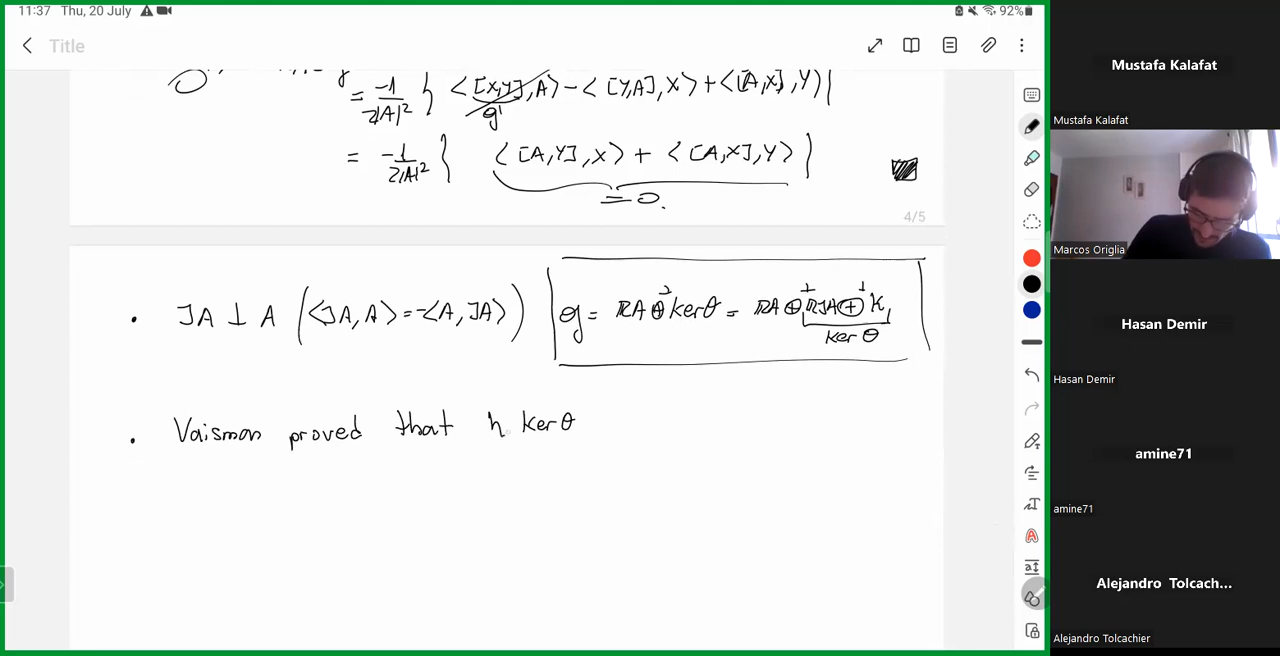 11:37 Thu, 20 July 92%
Title
= -1/2|A|² { <[X,Y],A> - <[Y,A],X> + <[A,X],Y> }
g'
= -1/2|A|² { <[A,Y],X> + <[A,X],Y> }
= 0.
4/5
• JA ⊥ A (<JA,A> = -<A,JA>) g = ℝA ⊕^⊥ kerθ = ℝA ⊕^⊥ ℝJA ⊕^⊥ K,
ker θ
• Vaisman proved that h kerθ
Mustafa Kalafat
Mustafa Kalafat
Marcos Origlia
Hasan Demir
Hasan Demir
amine71
amine71
Alejandro Tolcach...
Alejandro Tolcachier